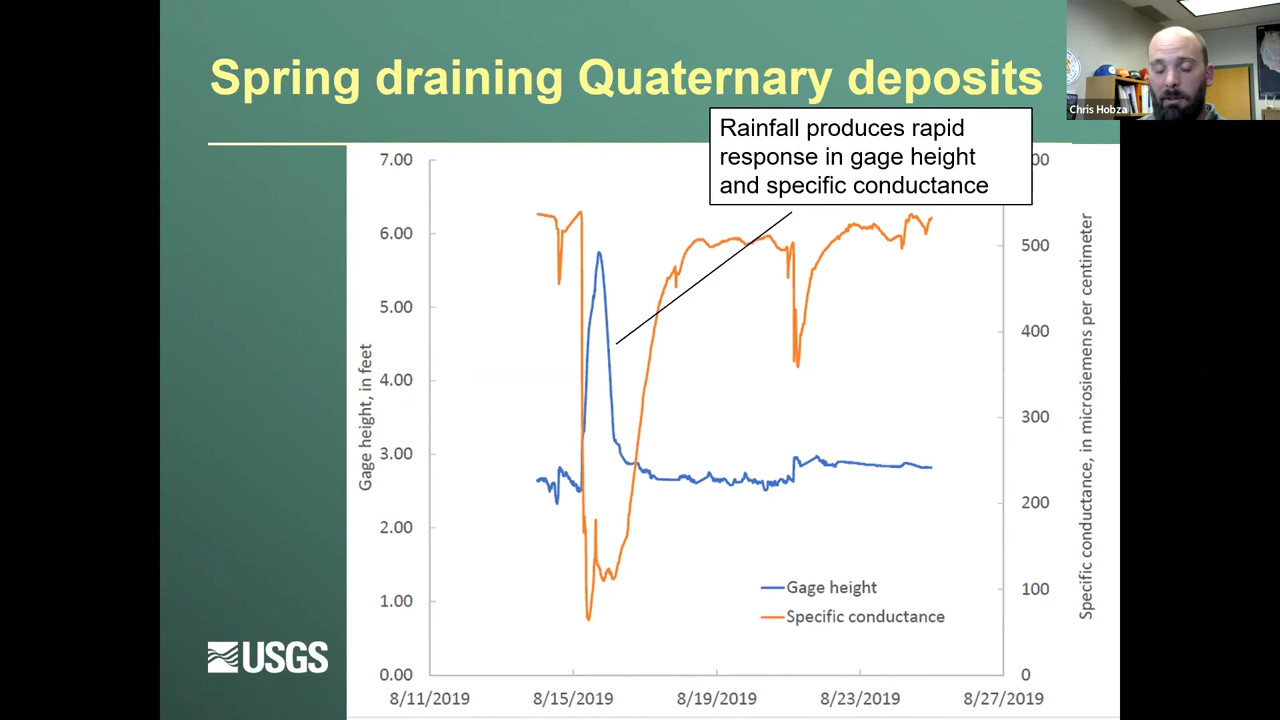 Spring draining Quaternary deposits
Chris Hobza
Rainfall produces rapid
response in gage height
and specific conductance
7.00
6.00
5.00
4.00
3.00
2.00
1.00
0.00
Gage height, in feet
00
500
400
300
200
100
0
Specific conductance, in microsiemens per centimeter
Gage height
Specific conductance
8/11/2019
8/15/2019
8/19/2019
8/23/2019
8/27/2019
USGS